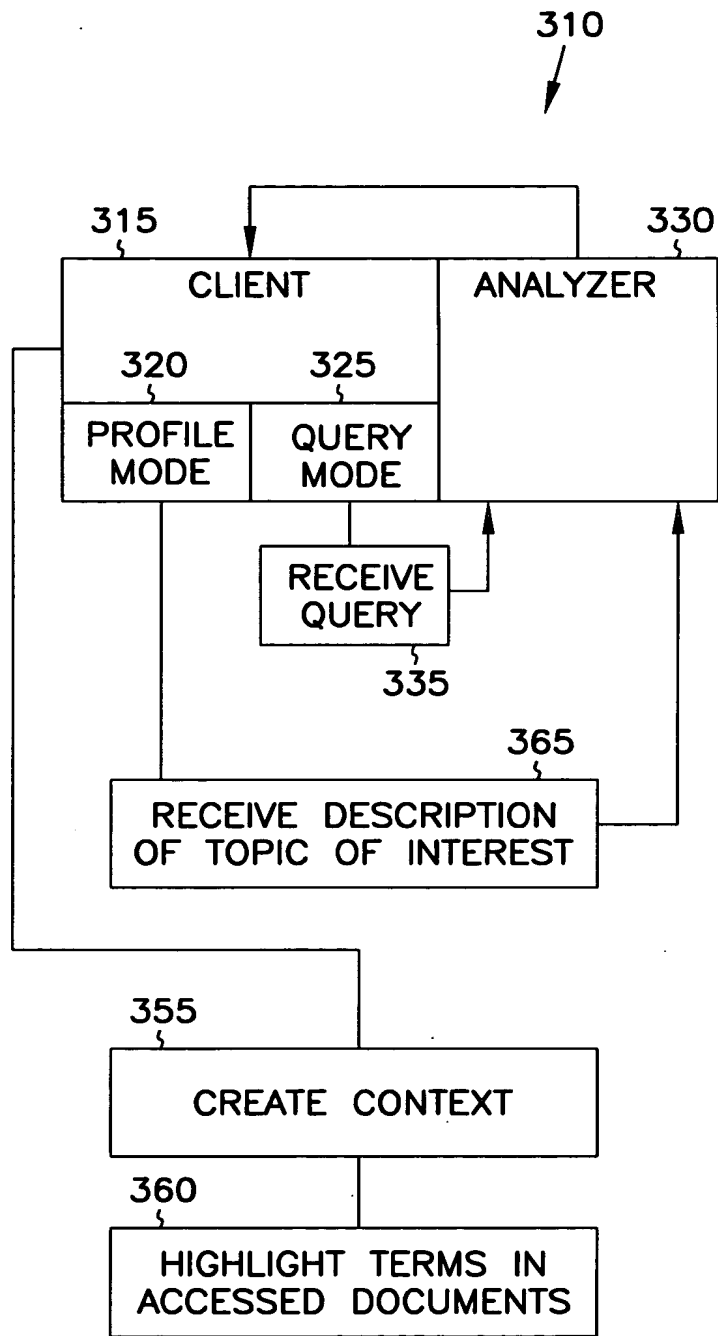 310
315
330
CLIENT
ANALYZER
320
325
PROFILE
MODE
QUERY
MODE
RECEIVE
QUERY
335
365
RECEIVE DESCRIPTION
OF TOPIC OF INTEREST
355
CREATE CONTEXT
360
HIGHLIGHT TERMS IN
ACCESSED DOCUMENTS